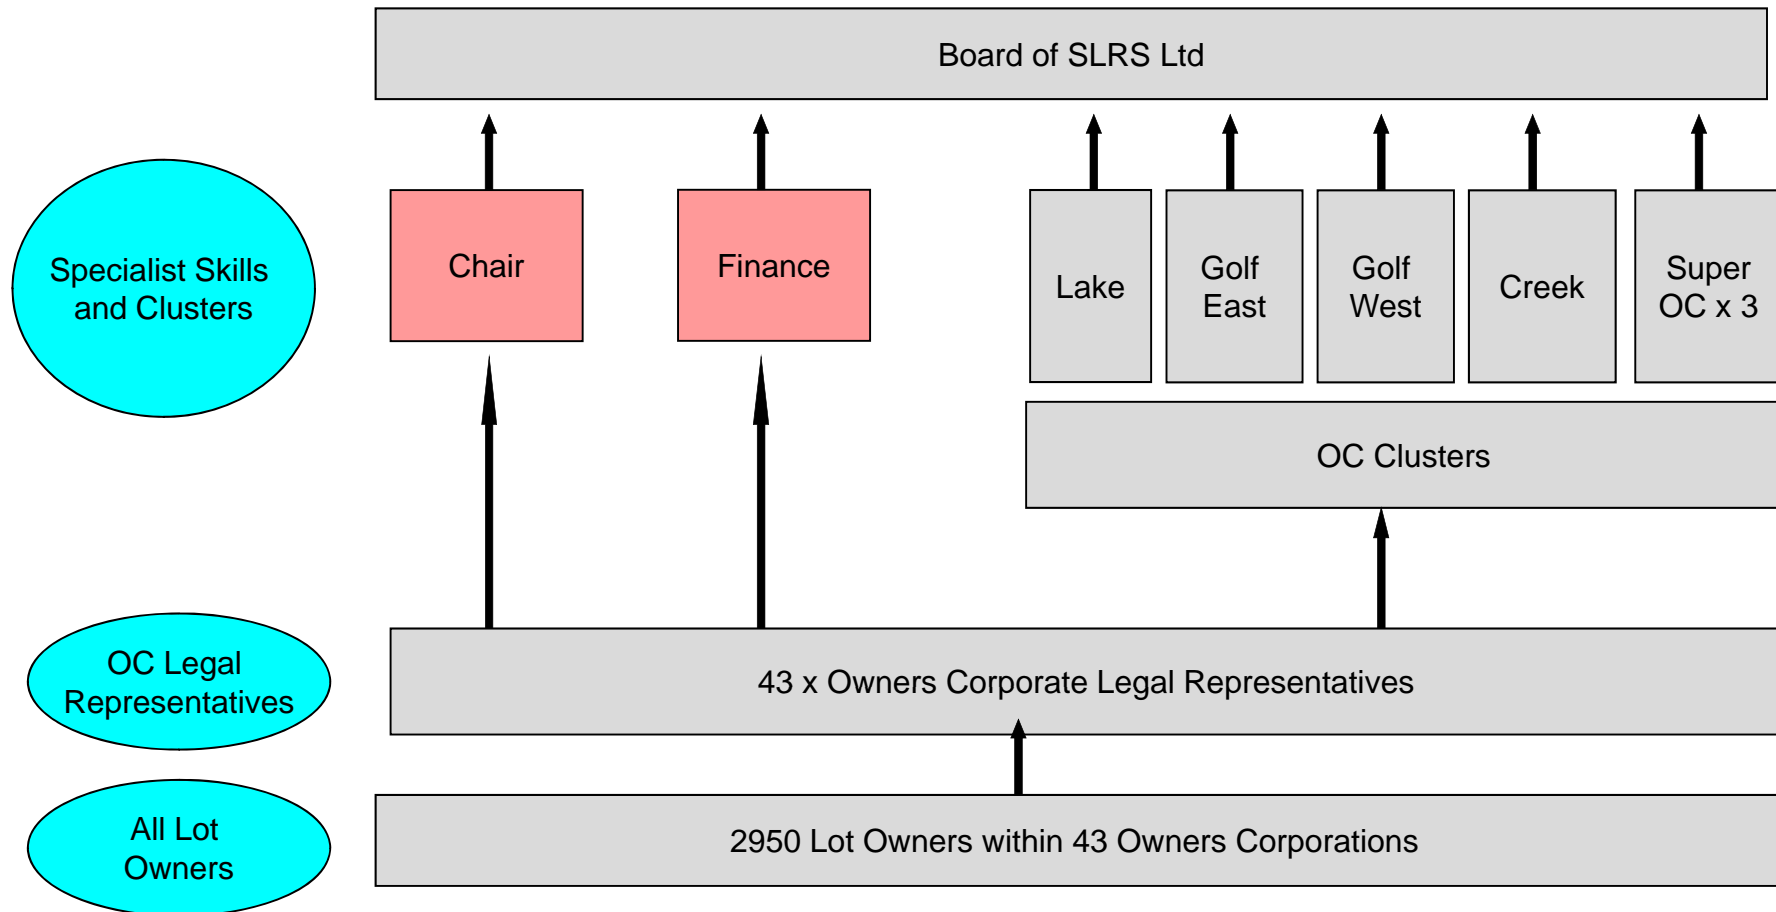 Board of SLRS Ltd
Specialist Skills
and Clusters
Chair
Finance
Lake
Golf
East
Golf
West
Creek
Super
OC x 3
OC Clusters
OC Legal
Representatives
43 x Owners Corporate Legal Representatives
All Lot
Owners
2950 Lot Owners within 43 Owners Corporations